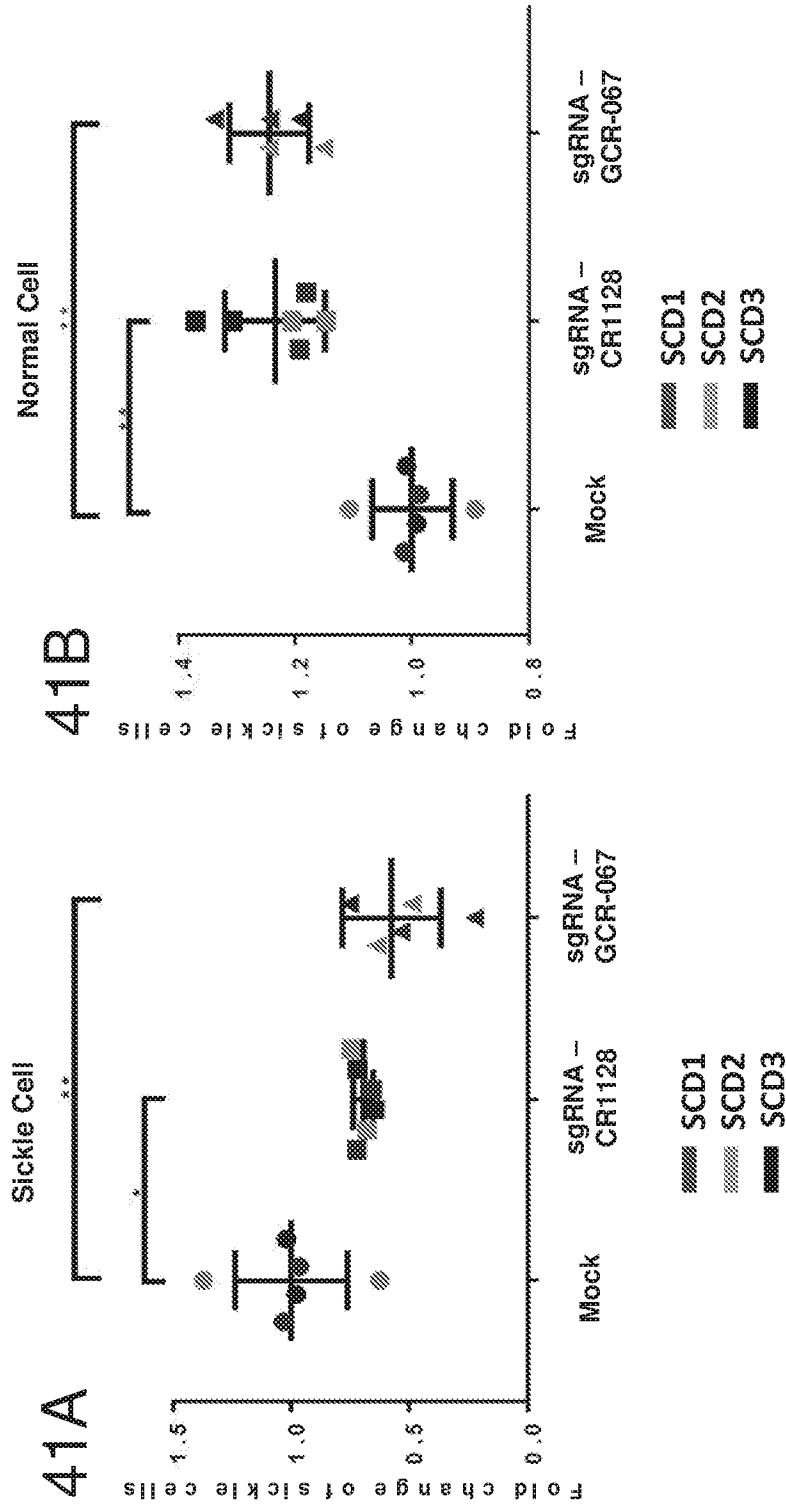 41A
Sickle Cell
**
*
1.5
1.0
0.5
0.0
Fold change of sickle cells
Mock
sgRNA –
CR1128
sgRNA –
GCR-067
SCD1
SCD2
SCD3
41B
Normal Cell
**
**
1.4
1.2
1.0
0.8
Fold change of sickle cells
Mock
sgRNA –
CR1128
sgRNA –
GCR-067
SCD1
SCD2
SCD3